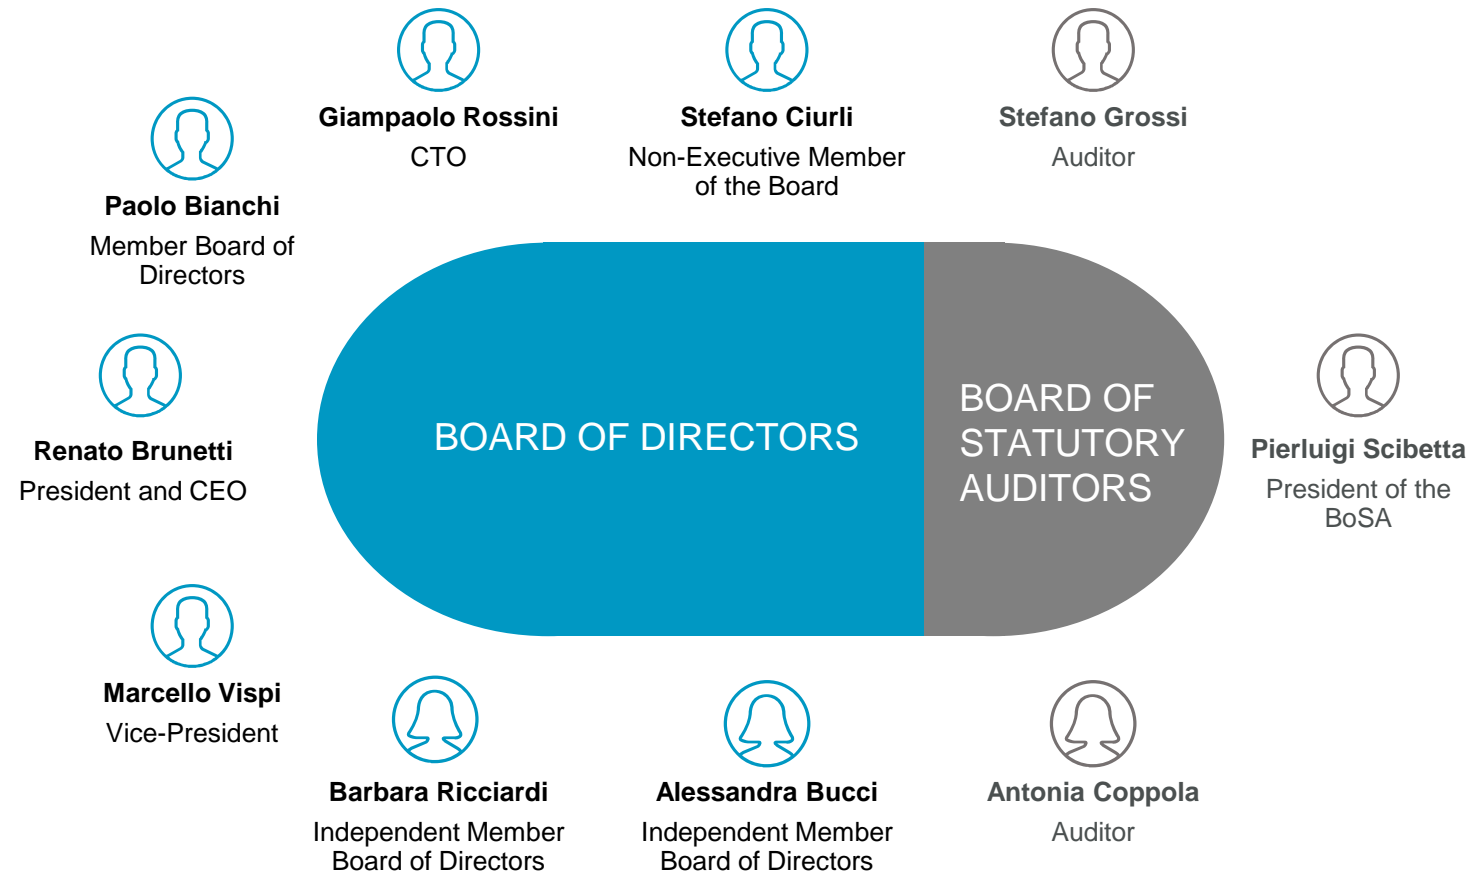 Giampaolo Rossini
CTO
Stefano Ciurli
Non-Executive Member
of the Board
Stefano Grossi
Auditor
Paolo Bianchi
Member Board of
Directors
Renato Brunetti
President and CEO
BOARD OF DIRECTORS
BOARD OF
STATUTORY
AUDITORS
Pierluigi Scibetta
President of the
BoSA
Marcello Vispi
Vice-President
Barbara Ricciardi
Independent Member
Board of Directors
Alessandra Bucci
Independent Member
Board of Directors
Antonia Coppola
Auditor